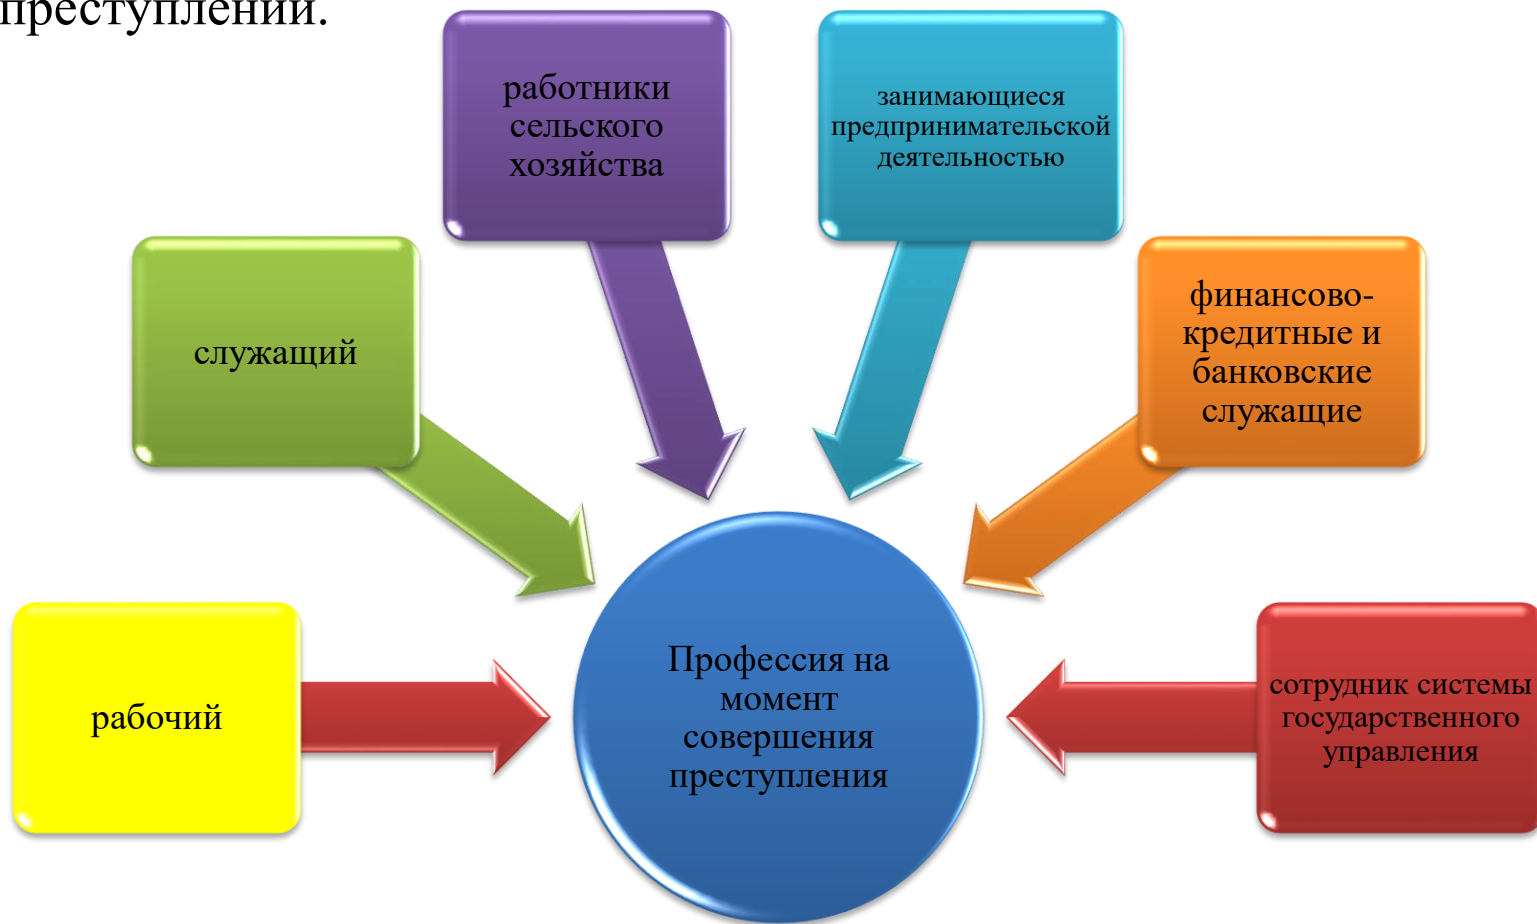 преступлений.
работники
сельского
хозяйства
занимающиеся
предпринимательской
деятельностью
служащий
финансово-
кредитные и
банковские
служащие
рабочий
Профессия на
момент
совершения
преступления
сотрудник системы
государственного
управления